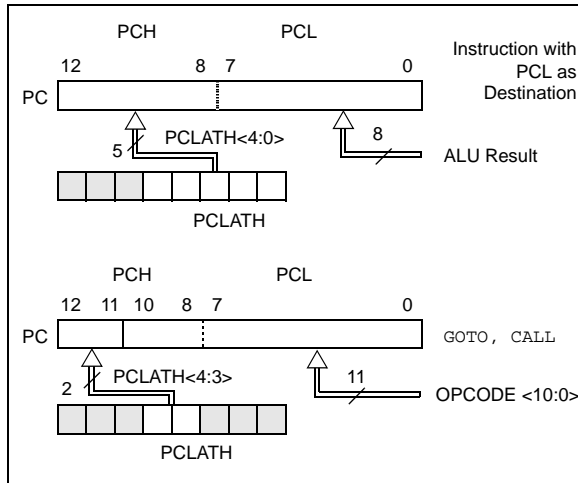 PCH PCL
12 8 7 0
Instruction with
PCL as
Destination
PC
5 PCLATH<4:0>
8
ALU Result
PCLATH
PCH PCL
12 11 10 8 7 0
PC
GOTO, CALL
2 PCLATH<4:3>
11
OPCODE <10:0>
PCLATH